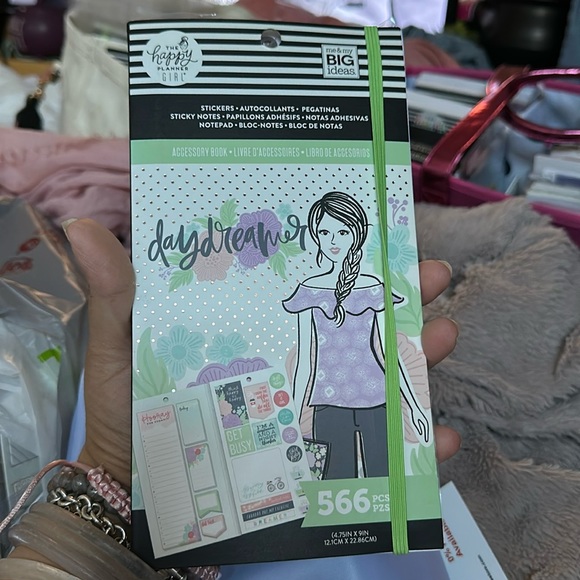 THE
happy
PLANNER
GIRL
me & my
BIG
ideas.
STICKERS • AUTOCOLLANTS • PEGATINAS
STICKY NOTES • PAPILLONS ADHÉSIFS • NOTAS ADHESIVAS
NOTEPAD • BLOC-NOTES • BLOC DE NOTAS
ACCESSORY BOOK • LIVRE D'ACCESSOIRES • LIBRO DE ACCESORIOS
daydreamer
GET
BUSY
DREAMER
566 PCS
PZS
(4.75IN X 9IN
12.1CM X 22.86CM)